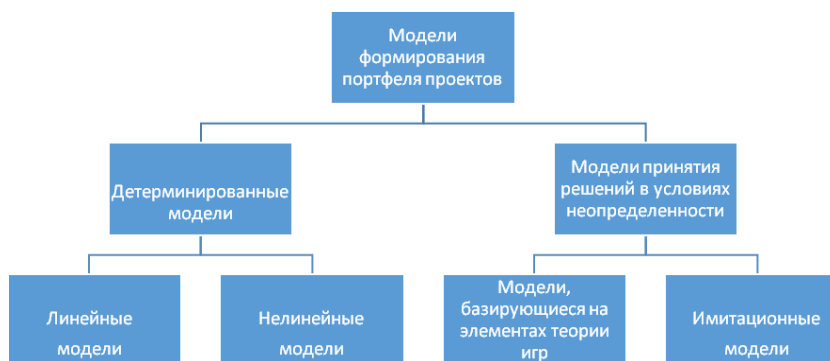 Модели
формирования
портфеля проектов
Детерминированные
модели
Модели принятия
решений в условиях
неопределенности
Линейные
модели
Нелинейные
модели
Модели,
базирующиеся на
элементах теории
игр
Имитационные
модели